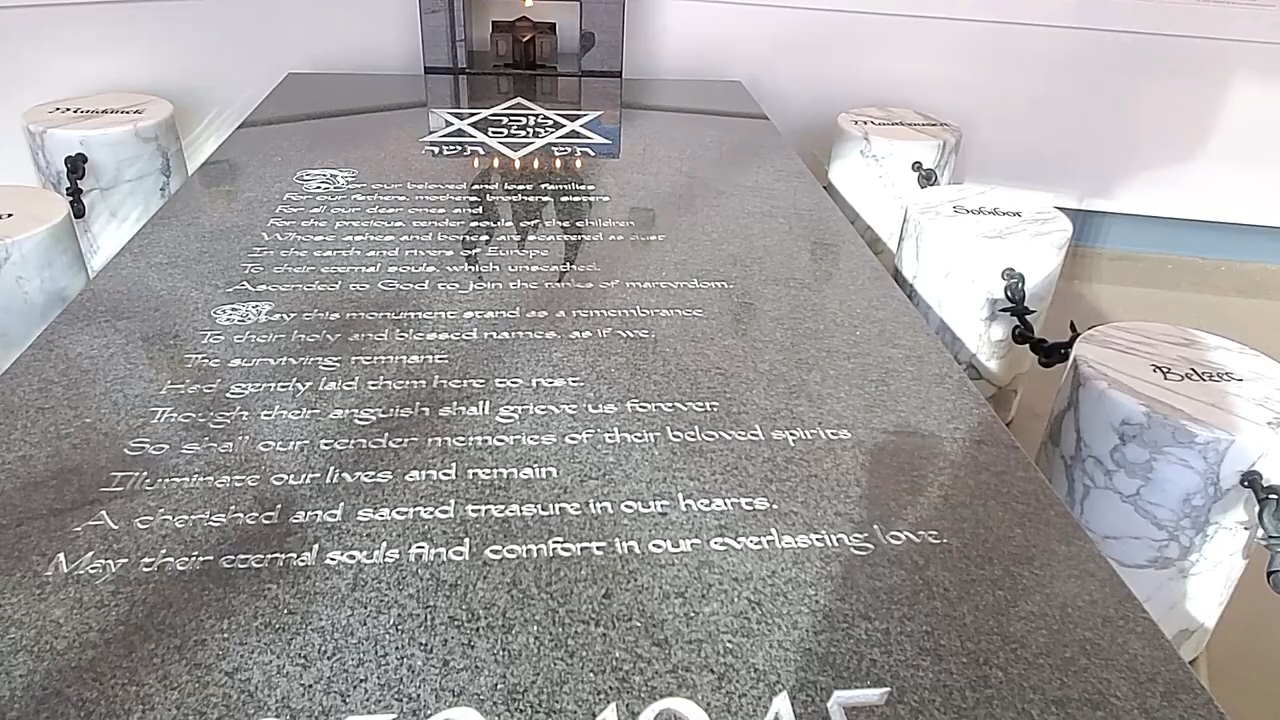 לזכר
עולם
תש תשה
For our beloved and lost families
For our fathers, mothers, brothers, sisters
For all our dear ones and
For the precious, tender souls of the children
Whose ashes and bones are scattered as dust
In the earth and rivers of Europe
To their eternal souls, which unscathed,
Ascended to God to join the ranks of martyrdom.
May this monument stand as a remembrance
To their holy and blessed names, as if we,
The surviving remnant
Had gently laid them here to rest.
Though their anguish shall grieve us forever,
So shall our tender memories of their beloved spirits
Illuminate our lives and remain
A cherished and sacred treasure in our hearts.
May their eternal souls find comfort in our everlasting love.
1945
Maidanek
Mauthausen
Sobibor
Belzec